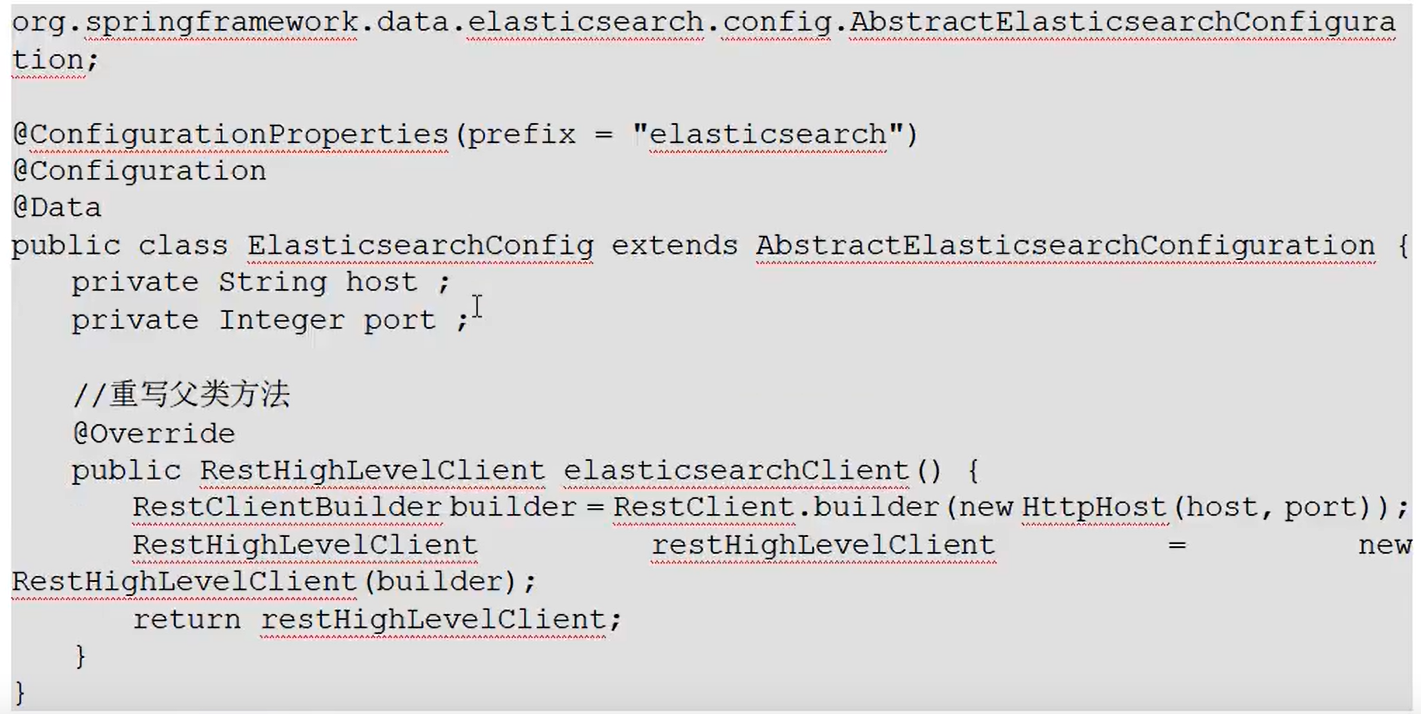 org.springframework.data.elasticsearch.config.AbstractElasticsearchConfigura
tion;
@ConfigurationProperties(prefix = "elasticsearch")
@Configuration
@Data
public class ElasticsearchConfig extends AbstractElasticsearchConfiguration {
private String host ;
private Integer port ;
//重写父类方法
@Override
public RestHighLevelClient elasticsearchClient() {
RestClientBuilder builder = RestClient.builder(new HttpHost(host, port));
RestHighLevelClient restHighLevelClient = new
RestHighLevelClient(builder);
return restHighLevelClient;
}
}